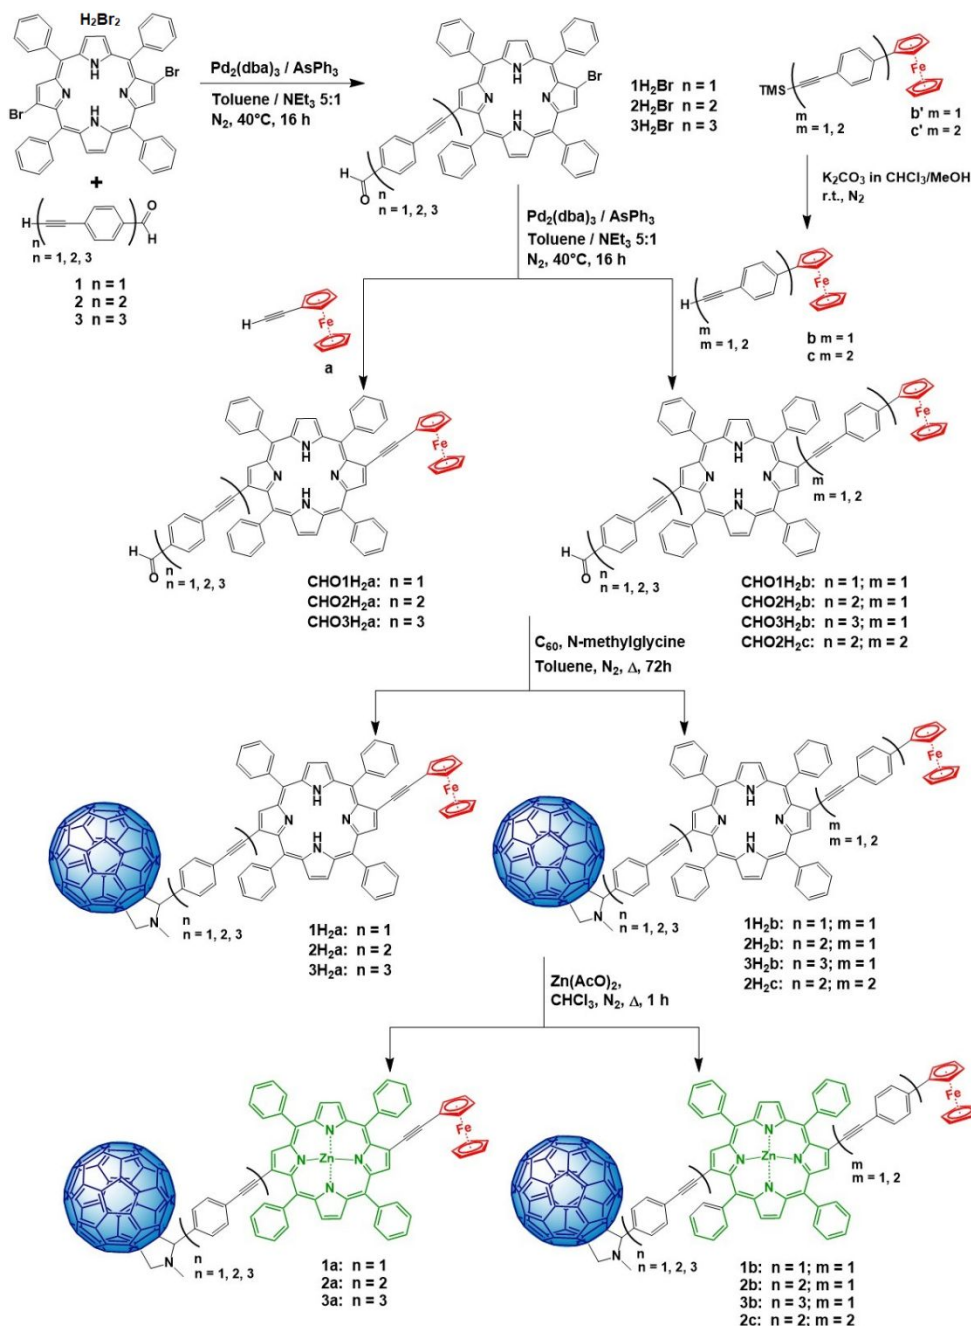 H₂Br₂
NH
Br
N
N
Br
H
N
+
H
n
n = 1, 2, 3
O
H
1 n = 1
2 n = 2
3 n = 3
Pd₂(dba)₃ / AsPh₃
Toluene / NEt₃ 5:1
N₂, 40°C, 16 h
NH
H
Br
N
N
H
N
H
O
n
n = 1, 2, 3
1H₂Br n = 1
2H₂Br n = 2
3H₂Br n = 3
TMS
m
m = 1, 2
Fe
b' m = 1
c' m = 2
K₂CO₃ in CHCl₃/MeOH
r.t., N₂
Pd₂(dba)₃ / AsPh₃
Toluene / NEt₃ 5:1
N₂, 40°C, 16 h
H
Fe
a
H
m
m = 1, 2
Fe
b m = 1
c m = 2
NH
H
N
N
H
N
Fe
H
O
n
n = 1, 2, 3
CHO1H₂a: n = 1
CHO2H₂a: n = 2
CHO3H₂a: n = 3
NH
H
N
N
H
N
m
m = 1, 2
Fe
H
O
n
n = 1, 2, 3
CHO1H₂b: n = 1; m = 1
CHO2H₂b: n = 2; m = 1
CHO3H₂b: n = 3; m = 1
CHO2H₂c: n = 2; m = 2
C₆₀, N-methylglycine
Toluene, N₂, Δ, 72h
NH
H
N
N
H
N
Fe
N
n
n = 1, 2, 3
1H₂a: n = 1
2H₂a: n = 2
3H₂a: n = 3
NH
H
N
N
H
N
m
m = 1, 2
Fe
N
n
n = 1, 2, 3
1H₂b: n = 1; m = 1
2H₂b: n = 2; m = 1
3H₂b: n = 3; m = 1
2H₂c: n = 2; m = 2
Zn(AcO)₂,
CHCl₃, N₂, Δ, 1 h
N
N Zn N
N
Fe
N
n
n = 1, 2, 3
1a: n = 1
2a: n = 2
3a: n = 3
N
N Zn N
N
m
m = 1, 2
Fe
N
n
n = 1, 2, 3
1b: n = 1; m = 1
2b: n = 2; m = 1
3b: n = 3; m = 1
2c: n = 2; m = 2